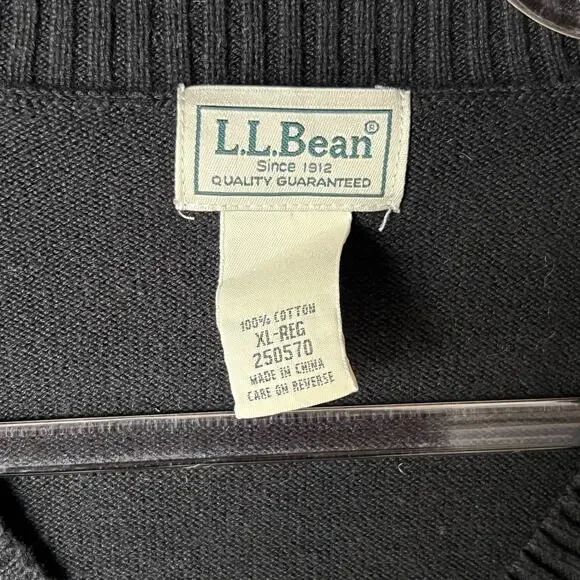 L.L.Bean®
Since 1912
QUALITY GUARANTEED
100% COTTON
XL-REG
250570
MADE IN CHINA
CARE ON REVERSE